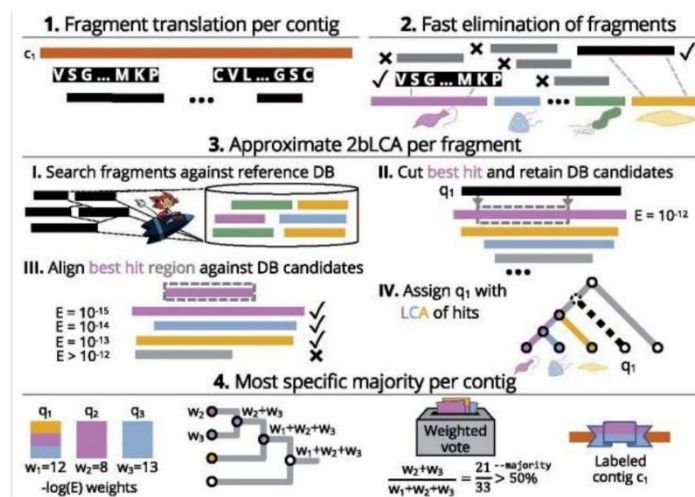 1. Fragment translation per contig
c₁
VSG...MKP CVL...GSC
...
2. Fast elimination of fragments
VSG...MKP
...
3. Approximate 2bLCA per fragment
I. Search fragments against reference DB
II. Cut best hit and retain DB candidates
q₁
E = 10⁻¹²
...
III. Align best hit region against DB candidates
E = 10⁻¹⁵
E = 10⁻¹⁴
E = 10⁻¹³
E > 10⁻¹²
IV. Assign q₁ with
LCA of hits
q₁
4. Most specific majority per contig
q₁ q₂ q₃
w₁=12 w₂=8 w₃=13
-log(E) weights
w₂ w₂+w₃
w₃ w₁+w₂+w₃
w₁+w₂+w₃
Weighted
vote
w₂+w₃ / w₁+w₂+w₃ = 21 / 33 > 50% --majority
Labeled
contig c₁